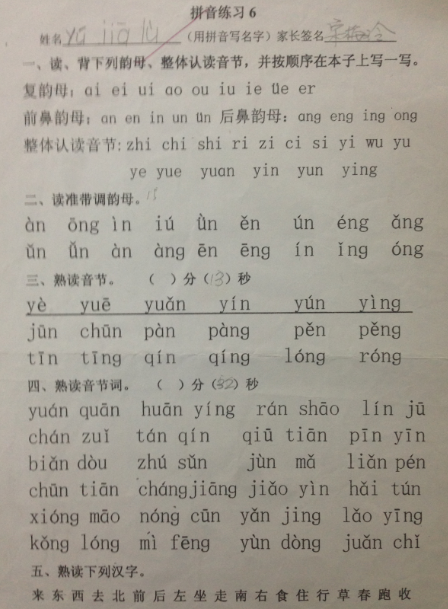 拼音练习6
姓名 yú jiā （用拼音写名字）家长签名
一、读、背下列韵母、整体认读音节，并按顺序在本子上写一写。
复韵母：ai ei ui ao ou iu ie üe er
前鼻韵母：an en in un ün 后鼻韵母：ang eng ing ong
整体认读音节:zhi chi shi ri zi ci si yi wu yu
ye yue yuan yin yun ying
二、读准带调韵母。
àn ōng ìn iú ǜn ěn ún éng ǎng
ǔn ǚn àn àng ēn ēng ín īng óng
三、熟读音节。 （ ）分（13）秒
yè yuē yuǎn yín yún yìng
jūn chūn pàn pàng pěn pěng
tīn tīng qín qíng lóng róng
四、熟读音节词。 （ ）分（32）秒
yuán quān huān yíng rán shāo lín jū
chán zuǐ tán qín qiū tiān pīn yīn
biǎn dòu zhú sǔn jùn mǎ liǎn pén
chūn tiān chángjiāng jiǎo yìn hǎi tún
xióng māo nóng cūn yǎn jing lǎo yīng
kǒng lóng mì fēng yùn dòng juǎn chǐ
五、熟读下列汉字。
来 东 西 去 北 前 后 左 坐 走 南 右 食 住 行 草 春 跑 收